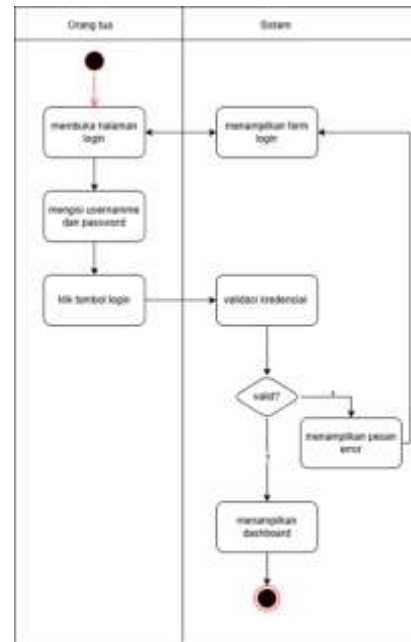 Orang tua
Sistem
membuka halaman
login
menampilkan form
login
mengisi usernamme
dan password
klik tombol login
validasi kredensial
valid?
menampilkan pesan
error
menampilkan
dashboard